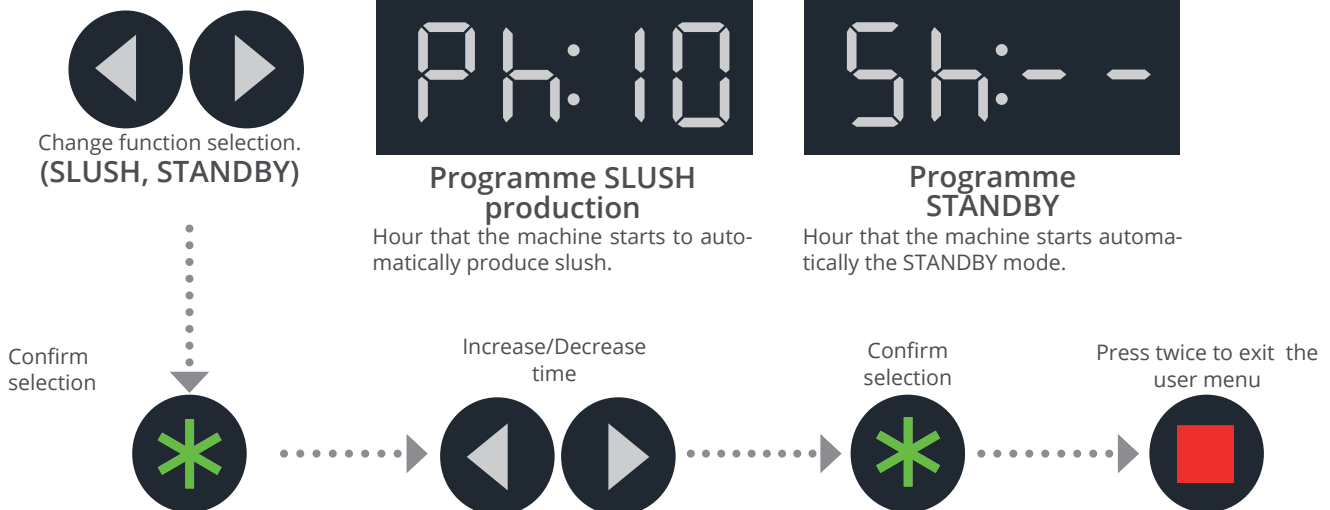 Ph:10
Sh:--
Change function selection.
(SLUSH, STANDBY)
Programme SLUSH
production
Hour that the machine starts to auto-
matically produce slush.
Programme
STANDBY
Hour that the machine starts automa-
tically the STANDBY mode.
Confirm
selection
Increase/Decrease
time
Confirm
selection
Press twice to exit the
user menu